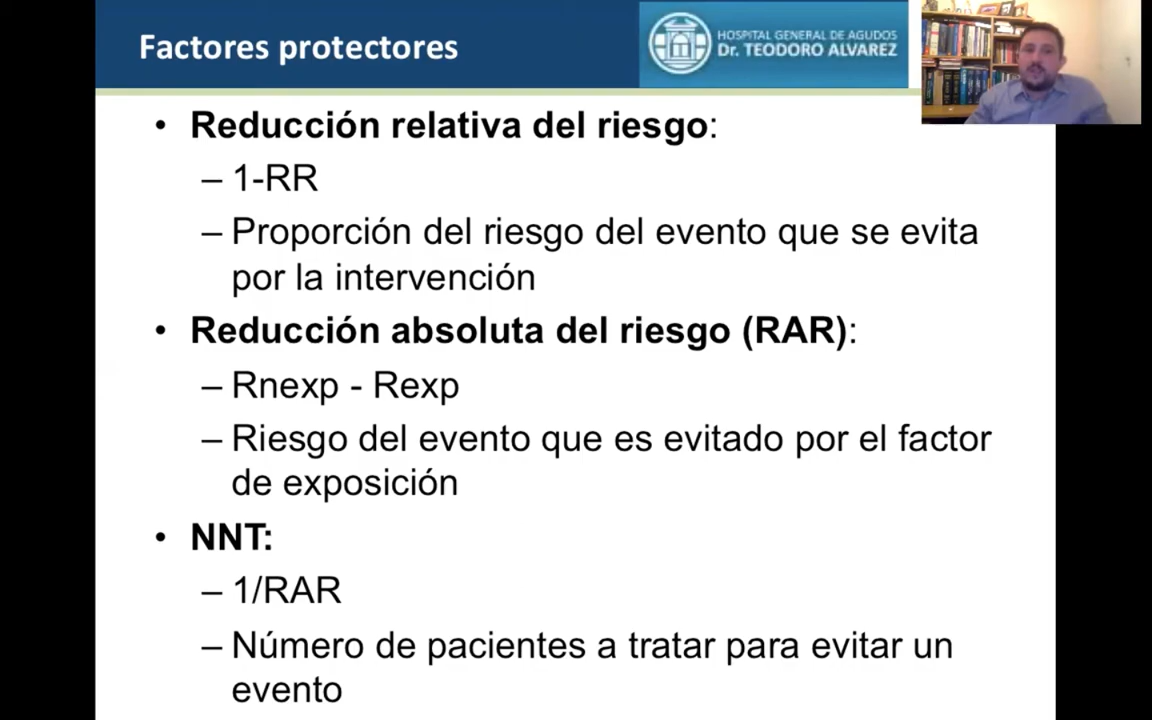 Factores protectores
HOSPITAL GENERAL DE AGUDOS
Dr. TEODORO ALVAREZ
• Reducción relativa del riesgo:
– 1-RR
– Proporción del riesgo del evento que se evita
por la intervención
• Reducción absoluta del riesgo (RAR):
– Rnexp - Rexp
– Riesgo del evento que es evitado por el factor
de exposición
• NNT:
– 1/RAR
– Número de pacientes a tratar para evitar un
evento